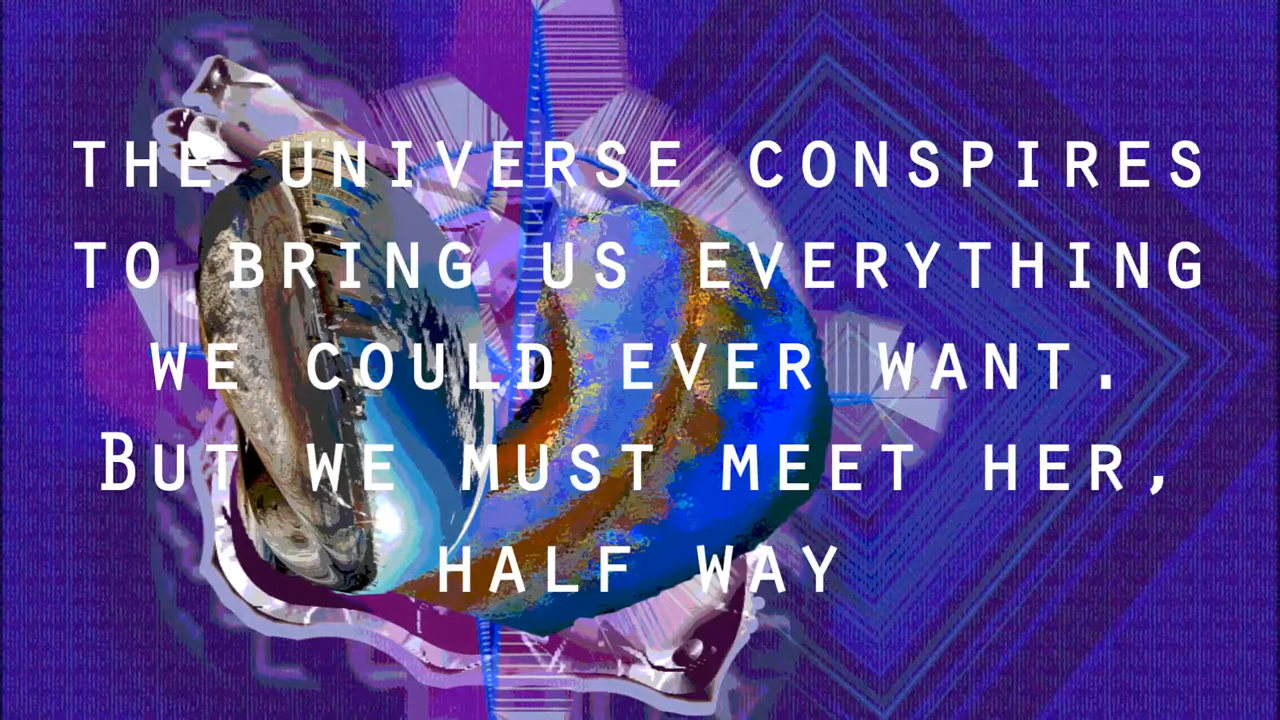 THE UNIVERSE CONSPIRES
TO BRING US EVERYTHING
WE COULD EVER WANT.
BUT WE MUST MEET HER,
HALF WAY